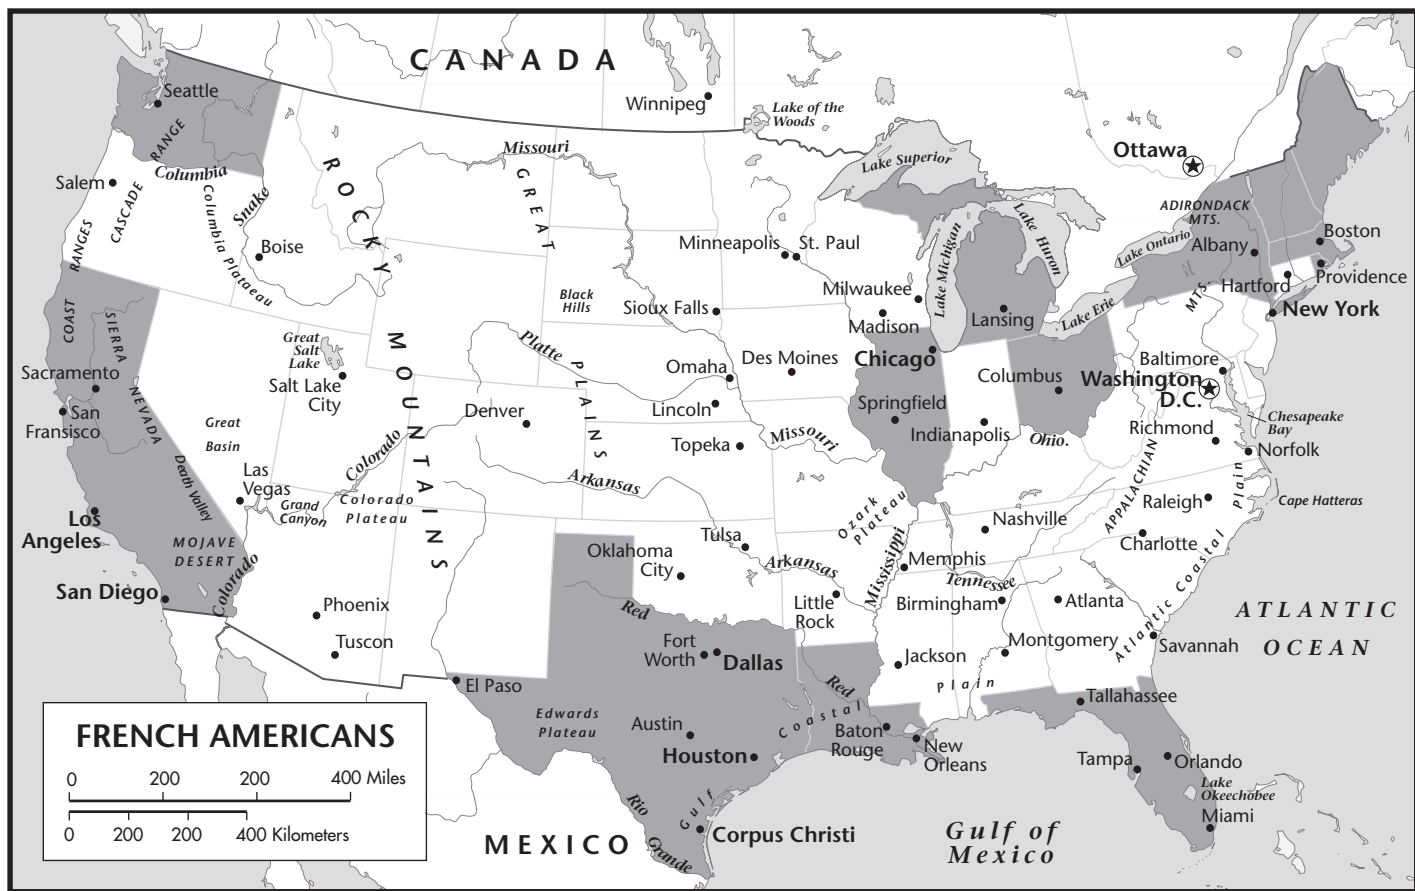 CANADA
Seattle
Winnipeg
Lake of the
Woods
Ottawa
RANGE
Missouri
Lake Superior
Columbia
Salem
CASCADE
RANGES
Columbia Plateau
Snake
Boise
ROCKY MOUNTAINS
GREAT PLAINS
Minneapolis
St. Paul
Lake Michigan
Lake Huron
Lake Ontario
ADIRONDACK
MTS.
Albany
Boston
Providence
Hartford
New York
Black
Hills
Sioux Falls
Milwaukee
Madison
Lansing
Lake Erie
MTS.
COAST
SIERRA
NEVADA
Great
Salt
Lake
Salt Lake
City
Platte
Omaha
Des Moines
Chicago
Columbus
Baltimore
Washington
D.C.
Sacramento
San
Fransisco
Great
Basin
Denver
Lincoln
Springfield
Indianapolis
Ohio.
Richmond
Chesapeake
Bay
Norfolk
Topeka
Missouri
Colorado
Death Valley
Las
Vegas
Grand
Canyon
Colorado
Plateau
Arkansas
Ozark
Plateau
APPALACHIAN
Raleigh
Plain
Cape Hatteras
Los
Angeles
MOJAVE
DESERT
Colorado
Nashville
Charlotte
Tulsa
Oklahoma
City
Arkansas
Mississippi
Memphis
Tennessee
San Diego
Phoenix
Tuscon
Red
Little
Rock
Birmingham
Atlanta
Atlantic Coastal
ATLANTIC
OCEAN
Fort
Worth
Dallas
Jackson
Montgomery
Savannah
El Paso
Red
Plain
Tallahassee
Edwards
Plateau
Austin
Houston
Coastal
Baton
Rouge
New
Orleans
Tampa
Orlando
Lake
Okeechobee
Miami
Rio
Grande
Gulf
Corpus Christi
MEXICO
Gulf of
Mexico
FRENCH AMERICANS
0 200 200 400 Miles
0 200 200 400 Kilometers